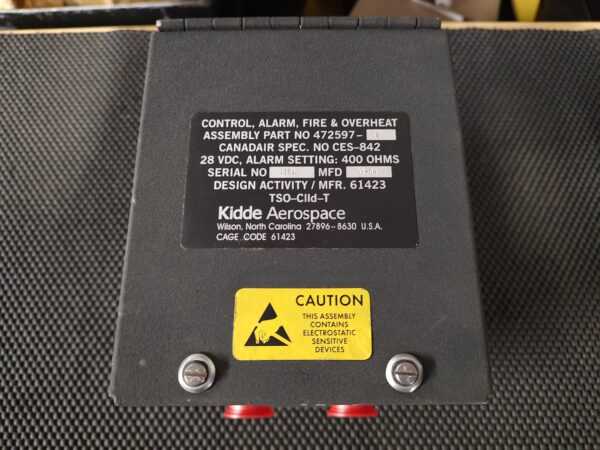 CONTROL, ALARM, FIRE & OVERHEAT
ASSEMBLY PART NO 472597-
CANADAIR SPEC. NO CES-842
28 VDC, ALARM SETTING: 400 OHMS
SERIAL NO MFD
DESIGN ACTIVITY / MFR. 61423
TSO-Clld-T
Kidde Aerospace
Wilson, North Carolina 27896-8630 U.S.A.
CAGE CODE 61423
CAUTION
THIS ASSEMBLY
CONTAINS
ELECTROSTATIC
SENSITIVE
DEVICES